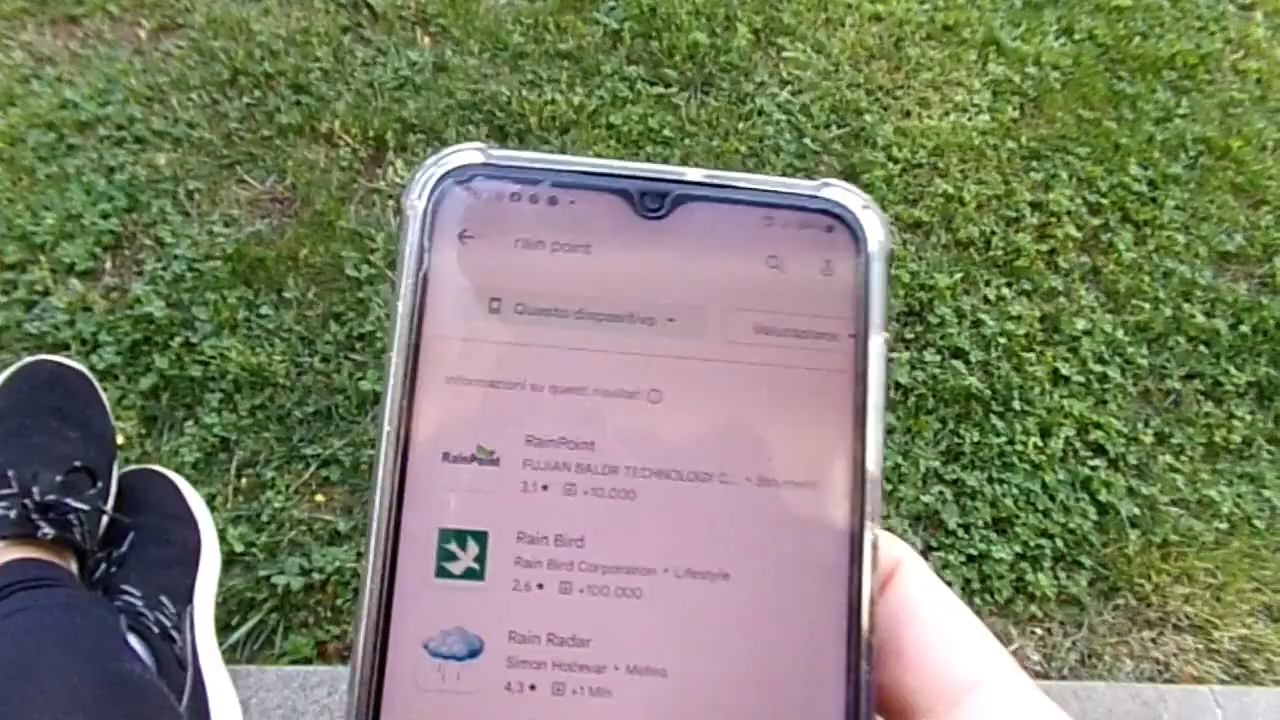 rain point
Questo dispositivo
Valutazione
Informazioni su questi risultati
RainPoint
RainPoint
FUJIAN BALDR TECHNOLOGY C... • Strumenti
3,1 +10.000
Rain Bird
Rain Bird Corporation • Lifestyle
2,6 +100.000
Rain Radar
Simon Hočevar • Meteo
4,3 +1 Mln